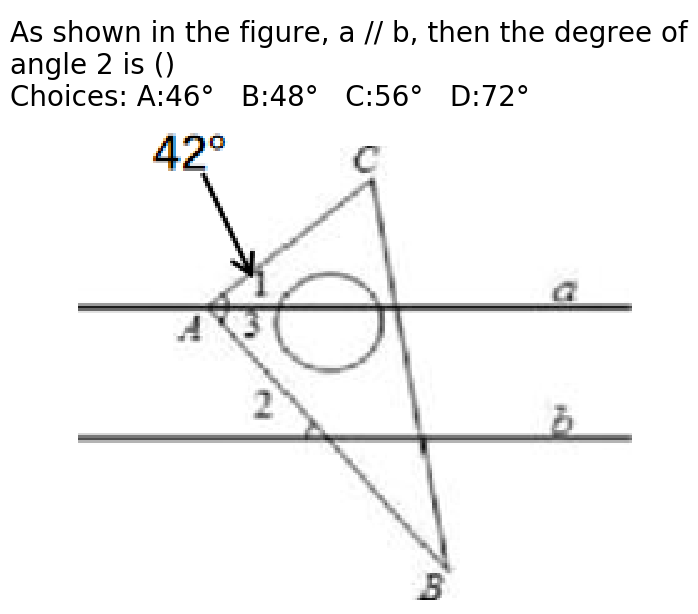 As shown in the figure, a // b, then the degree of
angle 2 is ()
Choices: A:46° B:48° C:56° D:72°
42°
C
1
a
A
3
2
b
B